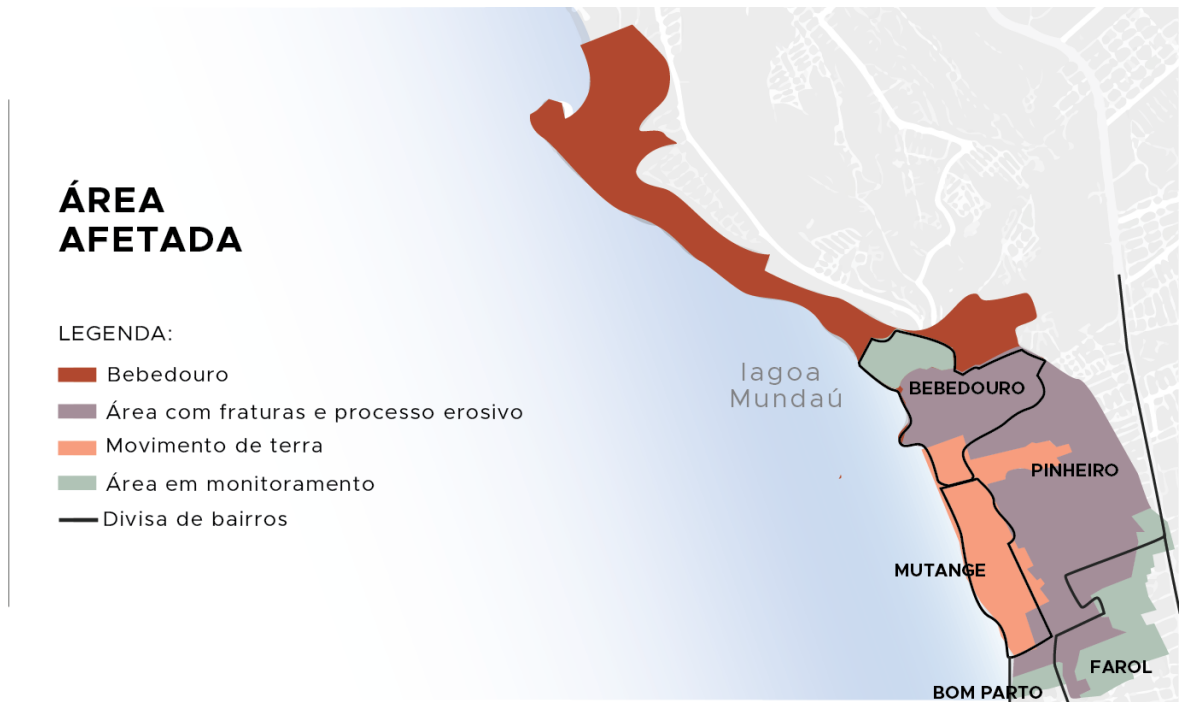 ÁREA
AFETADA
LEGENDA:
Bebedouro
Área com fraturas e processo erosivo
Movimento de terra
Área em monitoramento
Divisa de bairros
lagoa
Mundaú
BEBEDOURO
PINHEIRO
MUTANGE
FAROL
BOM PARTO